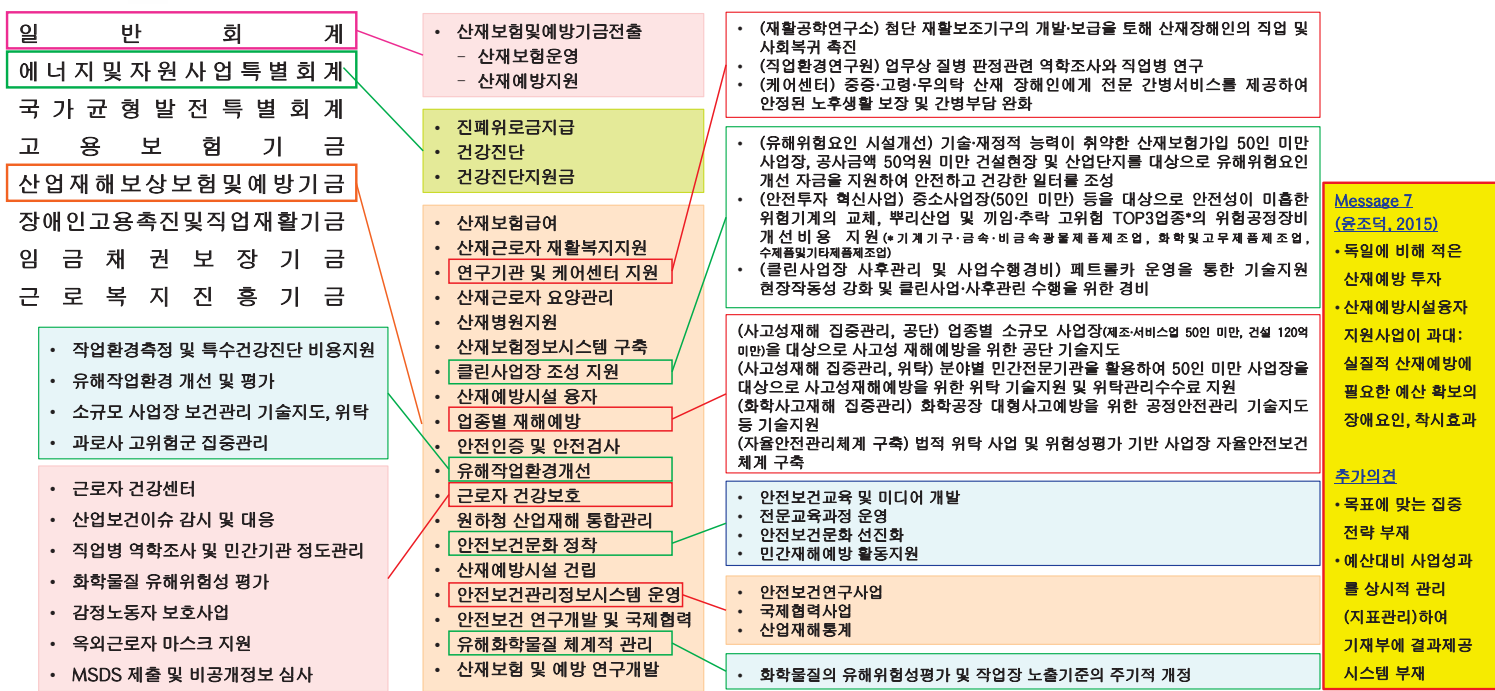 일 반 회 계
에너지및자원사업특별회계
국가균형발전특별회계
고 용 보 험 기 금
산업재해보상보험및예방기금
장애인고용촉진및직업재활기금
임 금 채 권 보 장 기 금
근 로 복 지 진 흥 기 금
• 작업환경측정 및 특수건강진단 비용지원
• 유해작업환경 개선 및 평가
• 소규모 사업장 보건관리 기술지도, 위탁
• 과로사 고위험군 집중관리
• 근로자 건강센터
• 산업보건이슈 감시 및 대응
• 직업병 역학조사 및 민간기관 정도관리
• 화학물질 유해위험성 평가
• 감정노동자 보호사업
• 옥외근로자 마스크 지원
• MSDS 제출 및 비공개정보 심사
• 산재보험및예방기금전출
– 산재보험운영
– 산재예방지원
• 진폐위로금지급
• 건강진단
• 건강진단지원금
• 산재보험급여
• 산재근로자 재활복지지원
• 연구기관 및 케어센터 지원
• 산재근로자 요양관리
• 산재병원지원
• 산재보험정보시스템 구축
• 클린사업장 조성 지원
• 산재예방시설 융자
• 업종별 재해예방
• 안전인증 및 안전검사
• 유해작업환경개선
• 근로자 건강보호
• 원하청 산업재해 통합관리
• 안전보건문화 정착
• 산재예방시설 건립
• 안전보건관리정보시스템 운영
• 안전보건 연구개발 및 국제협력
• 유해화학물질 체계적 관리
• 산재보험 및 예방 연구개발
• (재활공학연구소) 첨단 재활보조기구의 개발·보급을 토해 산재장해인의 직업 및
사회복귀 촉진
• (직업환경연구원) 업무상 질병 판정관련 역학조사와 직업병 연구
• (케어센터) 중증·고령·무의탁 산재 장해인에게 전문 간병서비스를 제공하여
안정된 노후생활 보장 및 간병부담 완화
• (유해위험요인 시설개선) 기술·재정적 능력이 취약한 산재보험가입 50인 미만
사업장, 공사금액 50억원 미만 건설현장 및 산업단지를 대상으로 유해위험요인
개선 자금을 지원하여 안전하고 건강한 일터를 조성
• (안전투자 혁신사업) 중소사업장(50인 미만) 등을 대상으로 안전성이 미흡한
위험기계의 교체, 뿌리산업 및 끼임·추락 고위험 TOP3업종*의 위험공정장비
개선비용 지원(*기계기구·금속·비금속광물제품제조업, 화학및고무제품제조업,
수제품및기타제품제조업)
• (클린사업장 사후관리 및 사업수행경비) 페트롤카 운영을 통한 기술지원
현장작동성 강화 및 클린사업·사후관린 수행을 위한 경비
(사고성재해 집중관리, 공단) 업종별 소규모 사업장(제조·서비스업 50인 미만, 건설 120억
미만)을 대상으로 사고성 재해예방을 위한 공단 기술지도
(사고성재해 집중관리, 위탁) 분야별 민간전문기관을 활용하여 50인 미만 사업장을
대상으로 사고성재해예방을 위한 위탁 기술지원 및 위탁관리수수료 지원
(화학사고재해 집중관리) 화학공장 대형사고예방을 위한 공정안전관리 기술지도
등 기술지원
(자율안전관리체계 구축) 법적 위탁 사업 및 위험성평가 기반 사업장 자율안전보건
체계 구축
• 안전보건교육 및 미디어 개발
• 전문교육과정 운영
• 안전보건문화 선진화
• 민간재해예방 활동지원
• 안전보건연구사업
• 국제협력사업
• 산업재해통계
• 화학물질의 유해위험성평가 및 작업장 노출기준의 주기적 개정
Message 7
(윤조덕, 2015)
• 독일에 비해 적은
산재예방 투자
• 산재예방시설융자
지원사업이 과대:
실질적 산재예방에
필요한 예산 확보의
장애요인, 착시효과
추가의견
• 목표에 맞는 집중
전략 부재
• 예산대비 사업성과
를 상시적 관리
(지표관리)하여
기재부에 결과제공
시스템 부재